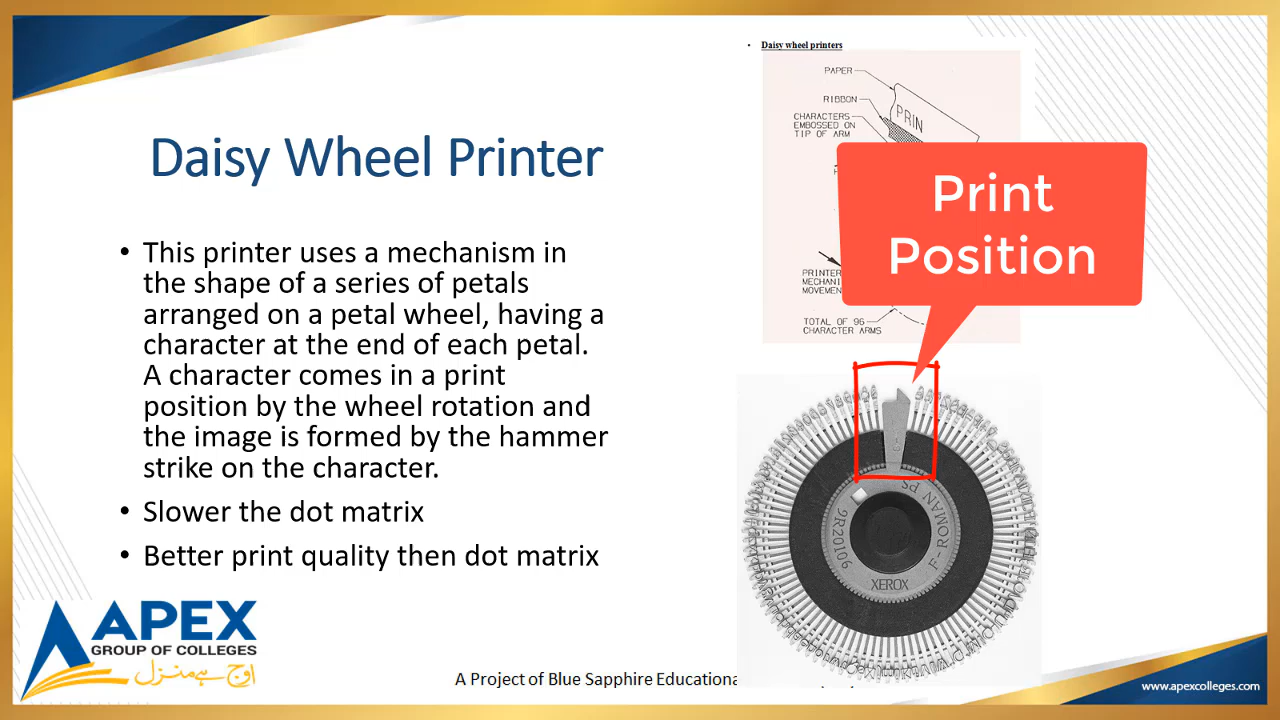 Daisy wheel printers
PAPER
RIBBON
CHARACTERS
EMBOSSED ON
TIP OF ARM
PRIN
Print
Position
PRINTER
MECHANI
MOVEMEN
TOTAL OF 96
CHARACTER ARMS
Daisy Wheel Printer
• This printer uses a mechanism in
the shape of a series of petals
arranged on a petal wheel, having a
character at the end of each petal.
A character comes in a print
position by the wheel rotation and
the image is formed by the hammer
strike on the character.
• Slower the dot matrix
• Better print quality then dot matrix
9R20109
XEROX
F-ROMAN PS
APEX
GROUP OF COLLEGES
اوج ہے منزل
A Project of Blue Sapphire Educationa
www.apexcolleges.com